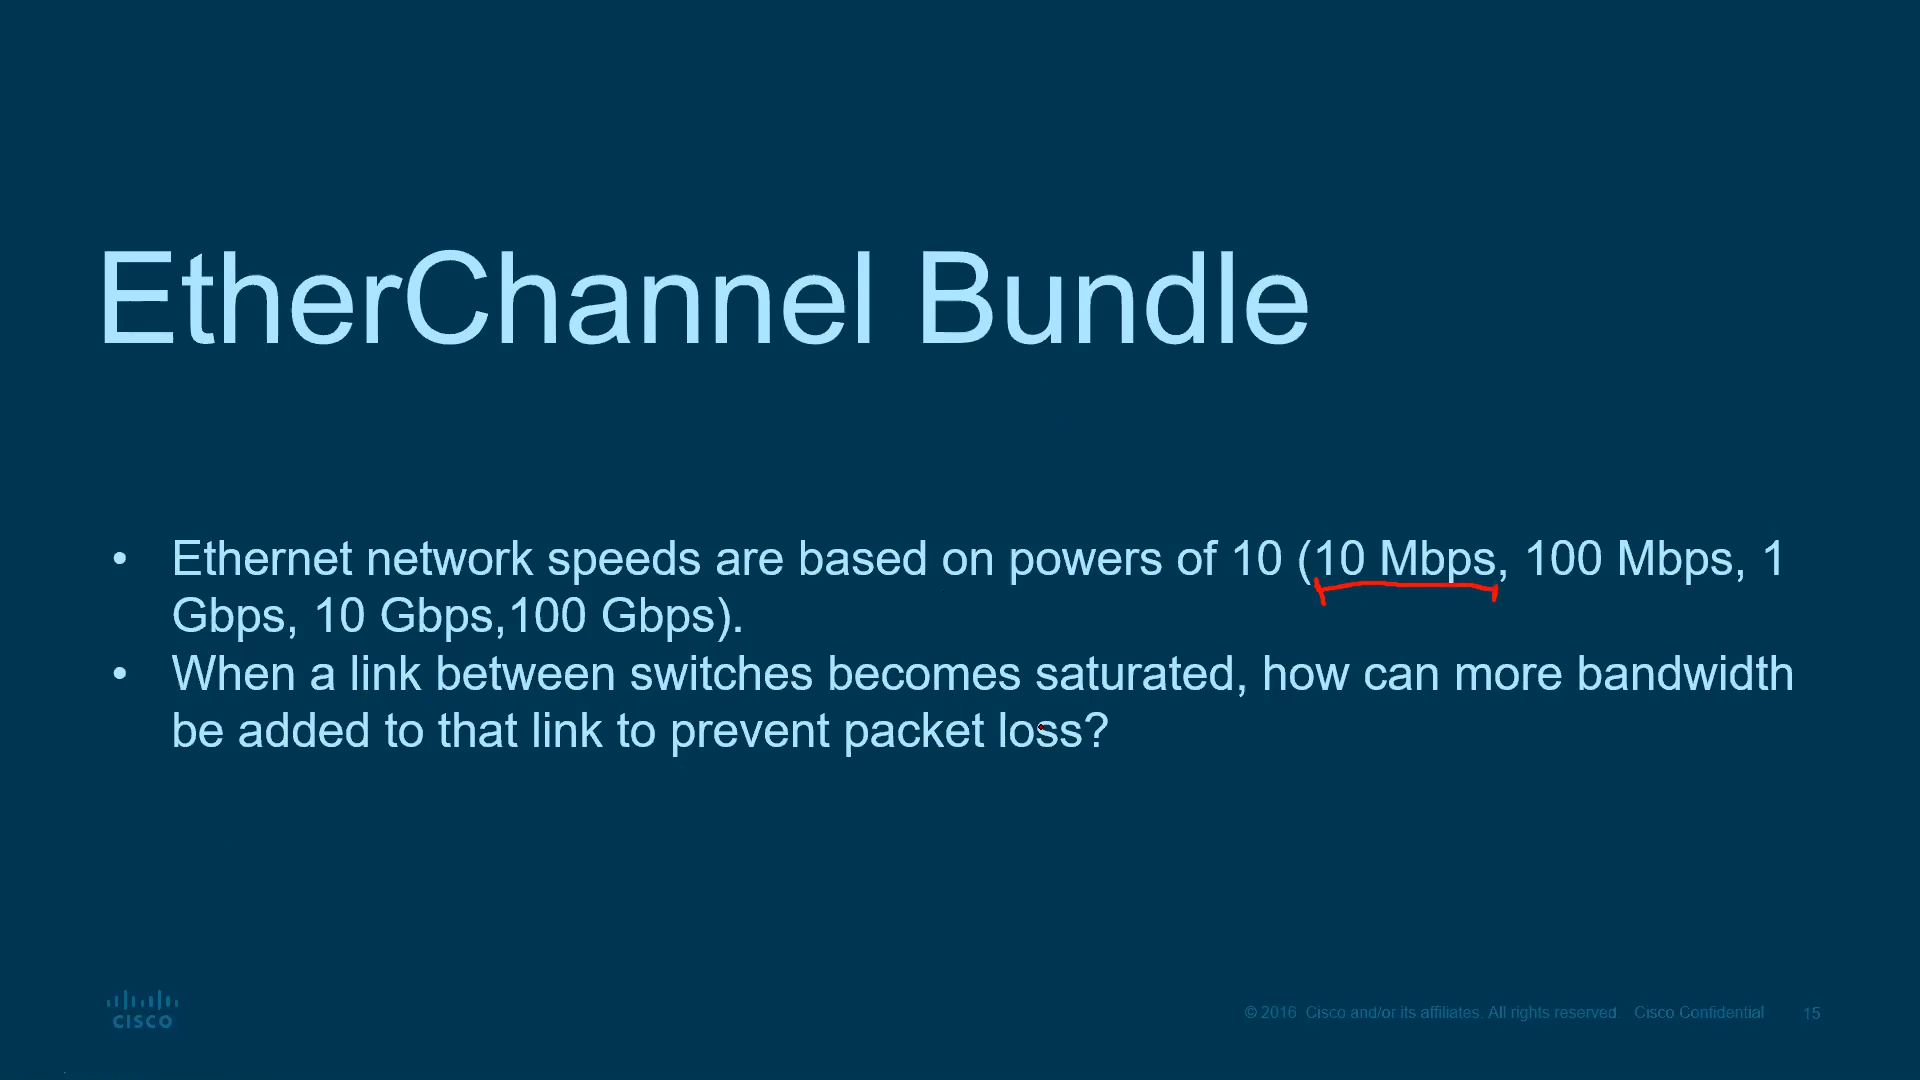 EtherChannel Bundle
• Ethernet network speeds are based on powers of 10 (10 Mbps, 100 Mbps, 1
Gbps, 10 Gbps,100 Gbps).
• When a link between switches becomes saturated, how can more bandwidth
be added to that link to prevent packet loss?
CISCO
© 2016 Cisco and/or its affiliates. All rights reserved. Cisco Confidential 15